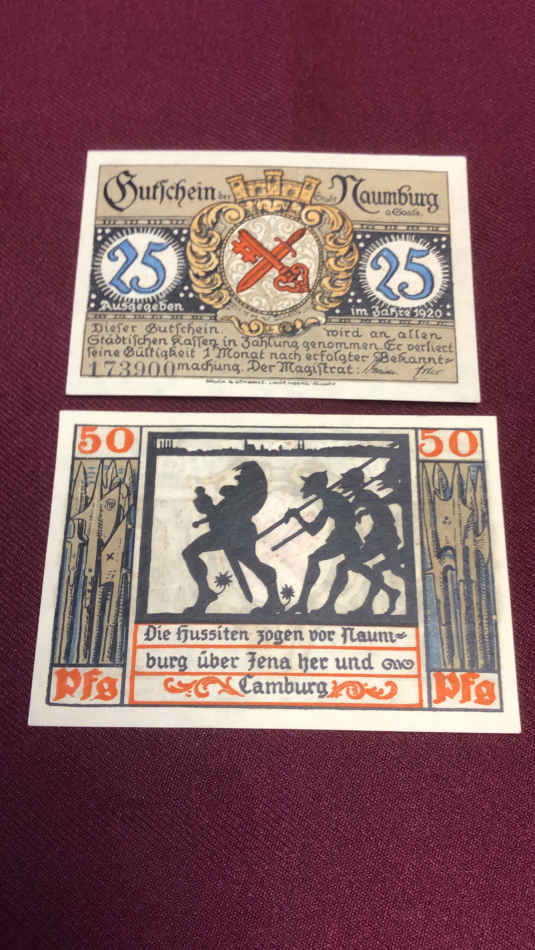 Gutschein der Stadt Naumburg
a. Saale.
25 25
Ausgegeben im Jahre 1920
Dieser Gutschein wird an allen
Städtischen Kassen in Zahlung genommen Er verliert
seine Gültigkeit 1 Monat nach erfolgter Bekannt-
173900 machung. Der Magistrat:
50 50
Die Hussiten zogen vor Naum-
burg über Jena her und
Pfg Camburg Pfg